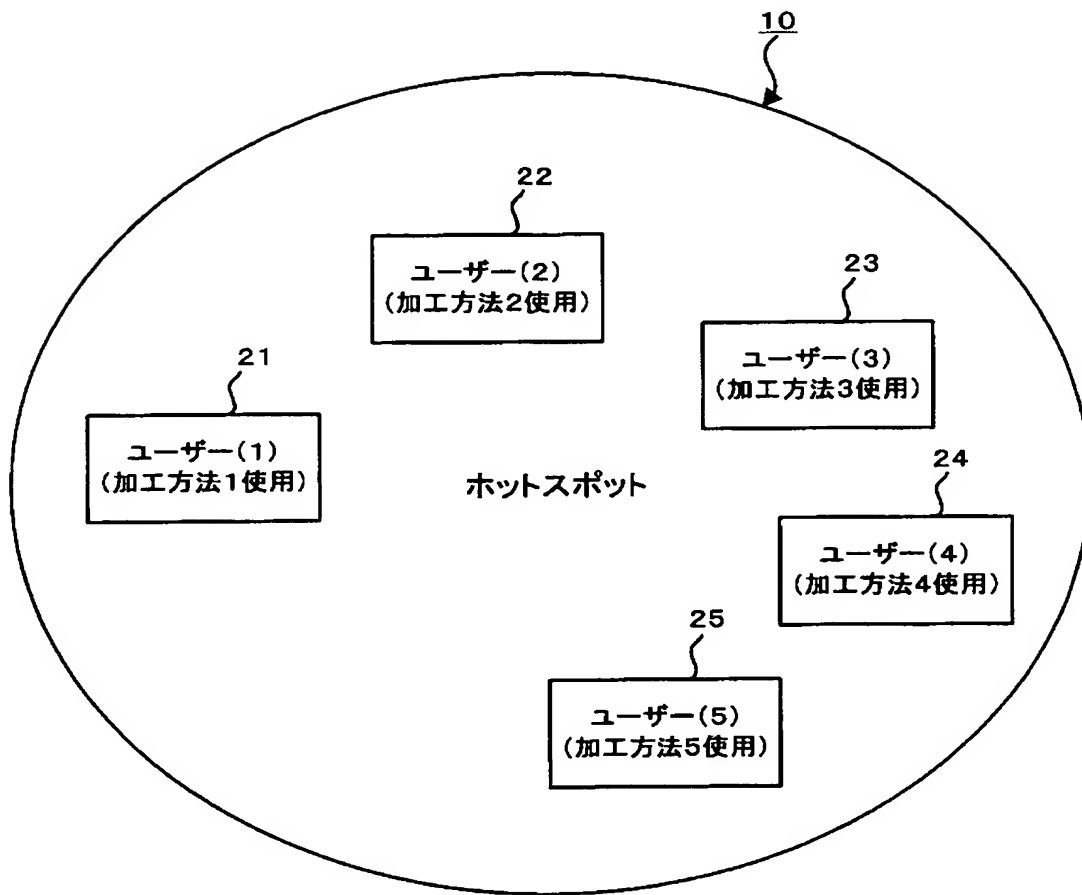 10
22
ユーザー(2)
(加工方法2使用)
23
ユーザー(3)
(加工方法3使用)
21
ユーザー(1)
(加工方法1使用)
ホットスポット
24
ユーザー(4)
(加工方法4使用)
25
ユーザー(5)
(加工方法5使用)